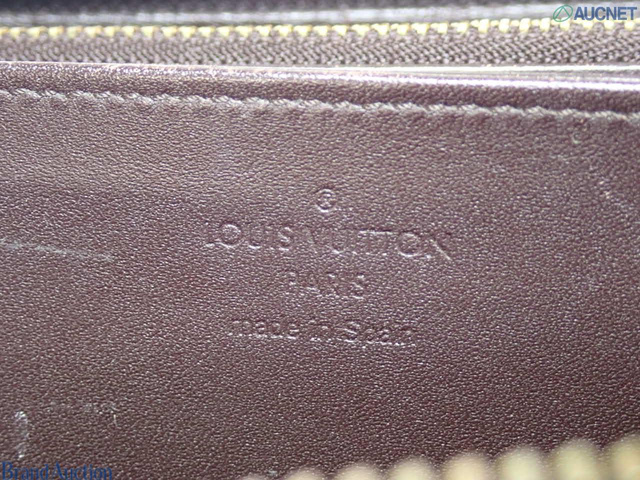 AUCNET
®
LOUIS VUITTON
PARIS
made in Spain
Brand Auction